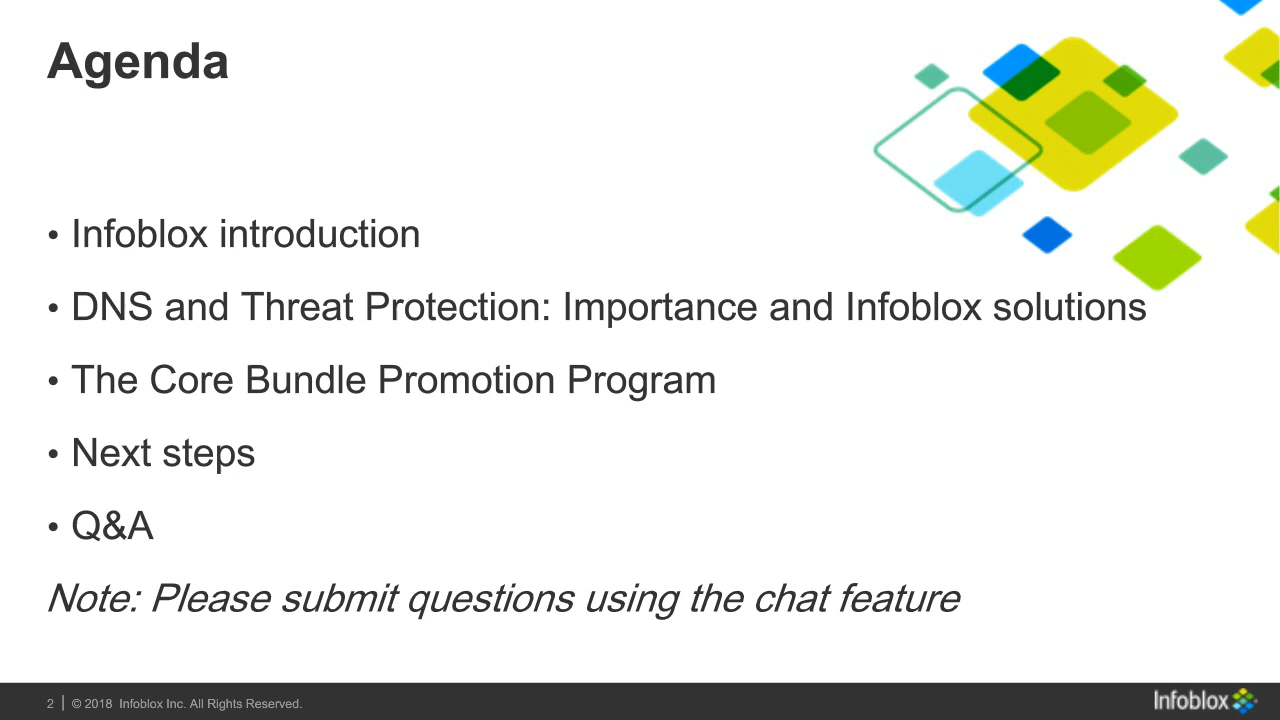 Agenda
• Infoblox introduction
• DNS and Threat Protection: Importance and Infoblox solutions
• The Core Bundle Promotion Program
• Next steps
• Q&A
Note: Please submit questions using the chat feature
2 | © 2018 Infoblox Inc. All Rights Reserved.
Infoblox